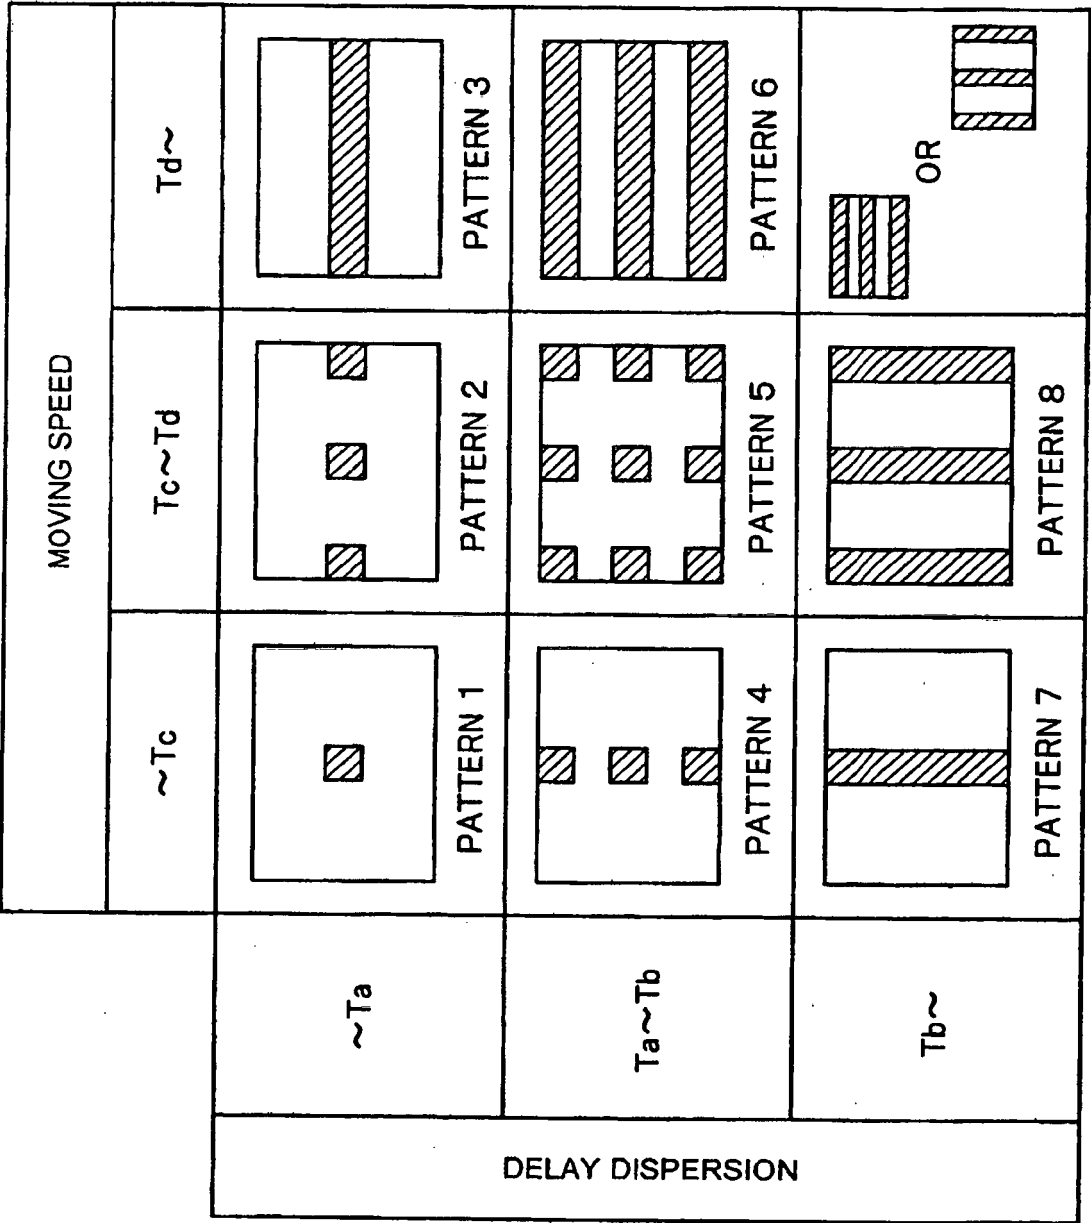 MOVING SPEED
~Tc
Tc~Td
Td~
DELAY DISPERSION
~Ta
PATTERN 1
PATTERN 2
PATTERN 3
Ta~Tb
PATTERN 4
PATTERN 5
PATTERN 6
Tb~
PATTERN 7
PATTERN 8
OR